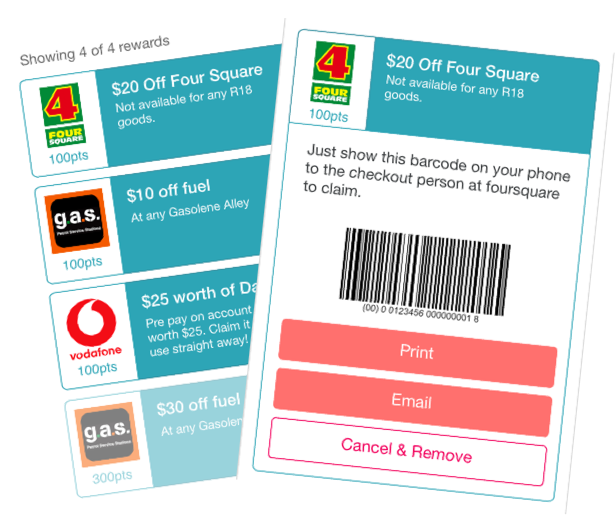 Showing 4 of 4 rewards
4
FOUR
SQUARE
100pts
$20 Off Four Square
Not available for any R18
goods.
g.a.s.
100pts
$10 off fuel
At any Gasolene Alley
vodafone
100pts
$25 worth of Da
Pre pay on account
worth $25. Claim it
use straight away!
g.a.s.
300pts
$30 off fuel
At any Gasolen
4
FOUR
SQUARE
100pts
$20 Off Four Square
Not available for any R18
goods.
Just show this barcode on your phone
to the checkout person at foursquare
to claim.
(00) 0 0123456 000000001 8
Print
Email
Cancel & Remove